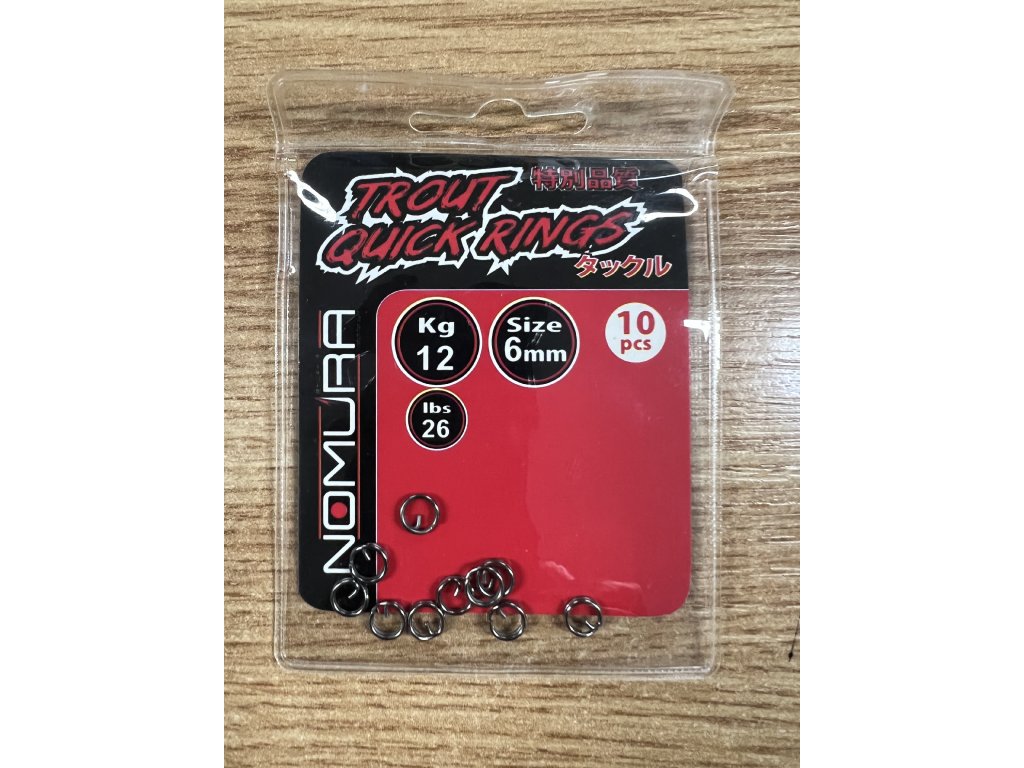 特別品質
TROUT
QUICK RINGS
タックル
NOMURA
Kg
12
Size
6mm
10
pcs
lbs
26